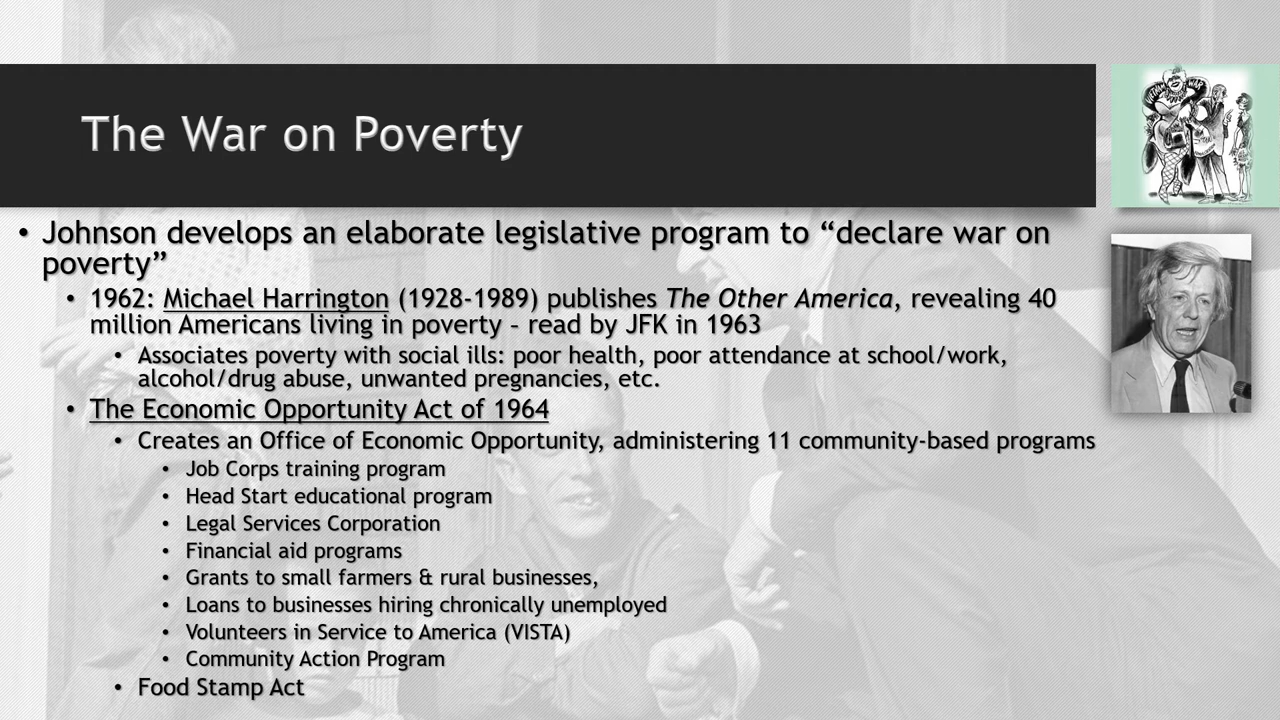 The War on Poverty
• Johnson develops an elaborate legislative program to “declare war on
poverty”
• 1962: Michael Harrington (1928-1989) publishes The Other America, revealing 40
million Americans living in poverty – read by JFK in 1963
• Associates poverty with social ills: poor health, poor attendance at school/work,
alcohol/drug abuse, unwanted pregnancies, etc.
• The Economic Opportunity Act of 1964
• Creates an Office of Economic Opportunity, administering 11 community-based programs
• Job Corps training program
• Head Start educational program
• Legal Services Corporation
• Financial aid programs
• Grants to small farmers & rural businesses,
• Loans to businesses hiring chronically unemployed
• Volunteers in Service to America (VISTA)
• Community Action Program
• Food Stamp Act